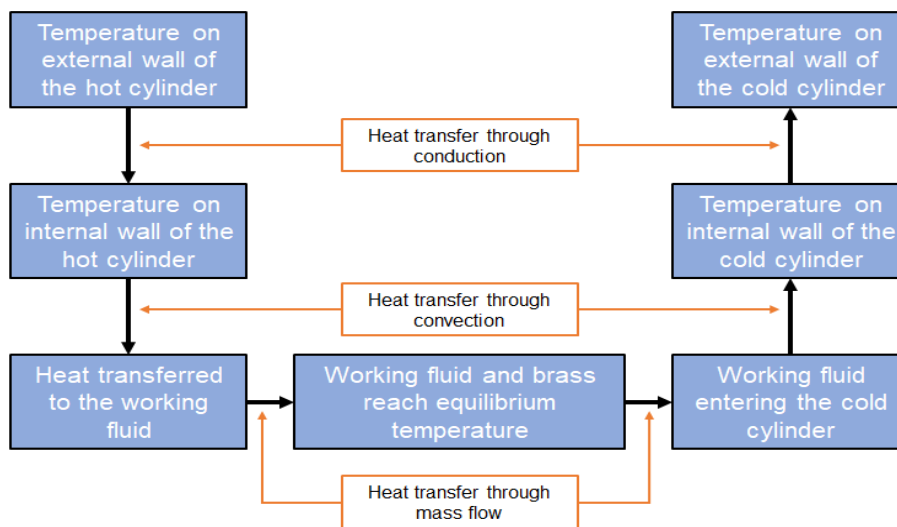 Temperature on
external wall of
the hot cylinder
Temperature on
external wall of
the cold cylinder
Heat transfer through
conduction
Temperature on
internal wall of the
hot cylinder
Temperature on
internal wall of the
cold cylinder
Heat transfer through
convection
Heat transferred
to the working
fluid
Working fluid and brass
reach equilibrium
temperature
Working fluid
entering the cold
cylinder
Heat transfer through
mass flow